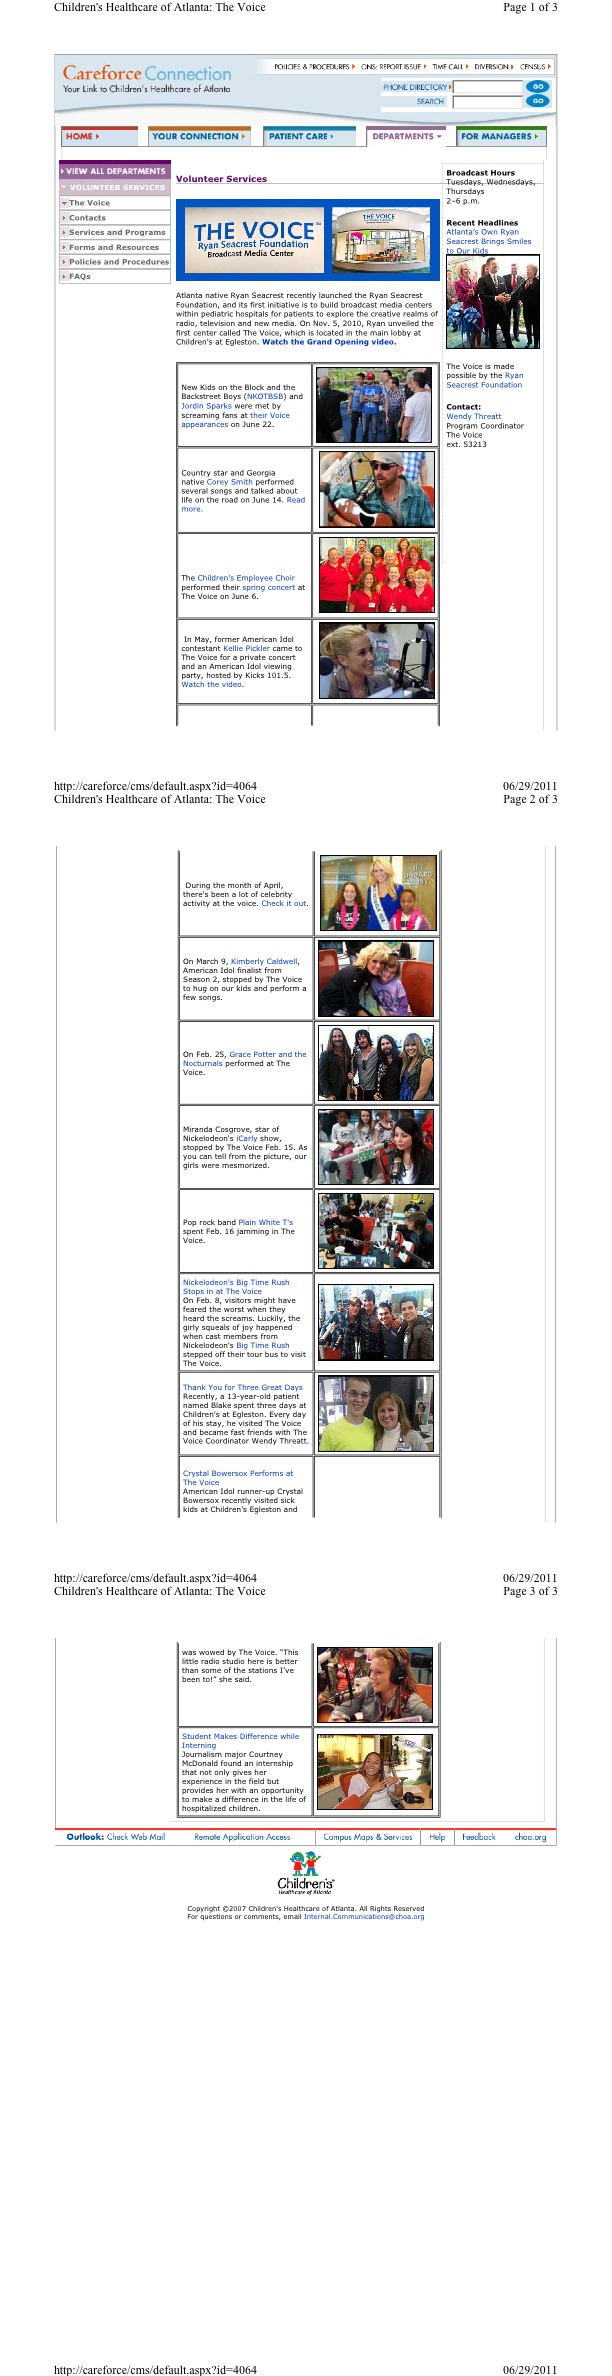 Children's Healthcare of Atlanta: The Voice Page 1 of 3
Careforce Connection
Your Link to Children's Healthcare of Atlanta
POLICIES & PROCEDURES ONS: REPORT ISSUE TIME CALL DIVERSION CENSUS
PHONE DIRECTORY GO
SEARCH GO
HOME YOUR CONNECTION PATIENT CARE DEPARTMENTS FOR MANAGERS
VIEW ALL DEPARTMENTS
VOLUNTEER SERVICES
The Voice
Contacts
Services and Programs
Forms and Resources
Policies and Procedures
FAQs
Volunteer Services
THE VOICE
Ryan Seacrest Foundation
Broadcast Media Center
THE VOICE
Atlanta native Ryan Seacrest recently launched the Ryan Seacrest
Foundation, and its first initiative is to build broadcast media centers
within pediatric hospitals for patients to explore the creative realms of
radio, television and new media. On Nov. 5, 2010, Ryan unveiled the
first center called The Voice, which is located in the main lobby at
Children's at Egleston. Watch the Grand Opening video.
New Kids on the Block and the
Backstreet Boys (NKOTBSB) and
Jordin Sparks were met by
screaming fans at their Voice
appearances on June 22.
Country star and Georgia
native Corey Smith performed
several songs and talked about
life on the road on June 14. Read
more.
The Children's Employee Choir
performed their spring concert at
The Voice on June 6.
In May, former American Idol
contestant Kellie Pickler came to
The Voice for a private concert
and an American Idol viewing
party, hosted by Kicks 101.5.
Watch the video.
Broadcast Hours
Tuesdays, Wednesdays,
Thursdays
2–6 p.m.
Recent Headlines
Atlanta's Own Ryan
Seacrest Brings Smiles
to Our Kids
The Voice is made
possible by the Ryan
Seacrest Foundation
Contact:
Wendy Threatt
Program Coordinator
The Voice
ext. 53213
http://careforce/cms/default.aspx?id=4064 06/29/2011
Children's Healthcare of Atlanta: The Voice Page 2 of 3
During the month of April,
there's been a lot of celebrity
activity at the voice. Check it out.
On March 9, Kimberly Caldwell,
American Idol finalist from
Season 2, stopped by The Voice
to hug on our kids and perform a
few songs.
On Feb. 25, Grace Potter and the
Nocturnals performed at The
Voice.
Miranda Cosgrove, star of
Nickelodeon's iCarly show,
stopped by The Voice Feb. 15. As
you can tell from the picture, our
girls were mesmorized.
Pop rock band Plain White T's
spent Feb. 16 jamming in The
Voice.
Nickelodeon's Big Time Rush
Stops in at The Voice
On Feb. 8, visitors might have
feared the worst when they
heard the screams. Luckily, the
girly squeals of joy happened
when cast members from
Nickelodeon's Big Time Rush
stepped off their tour bus to visit
The Voice.
Thank You for Three Great Days
Recently, a 13-year-old patient
named Blake spent three days at
Children's at Egleston. Every day
of his stay, he visited The Voice
and became fast friends with The
Voice Coordinator Wendy Threatt.
Crystal Bowersox Performs at
The Voice
American Idol runner-up Crystal
Bowersox recently visited sick
kids at Children's Egleston and
http://careforce/cms/default.aspx?id=4064 06/29/2011
Children's Healthcare of Atlanta: The Voice Page 3 of 3
was wowed by The Voice. "This
little radio studio here is better
than some of the stations I've
been to!" she said.
Student Makes Difference while
Interning
Journalism major Courtney
McDonald found an internship
that not only gives her
experience in the field but
provides her with an opportunity
to make a difference in the life of
hospitalized children.
Outlook: Check Web Mail Remote Application Access Campus Maps & Services Help Feedback choa.org
Children's
Healthcare of Atlanta
Copyright ©2007 Children's Healthcare of Atlanta. All Rights Reserved
For questions or comments, email Internal.Communications@choa.org
http://careforce/cms/default.aspx?id=4064 06/29/2011